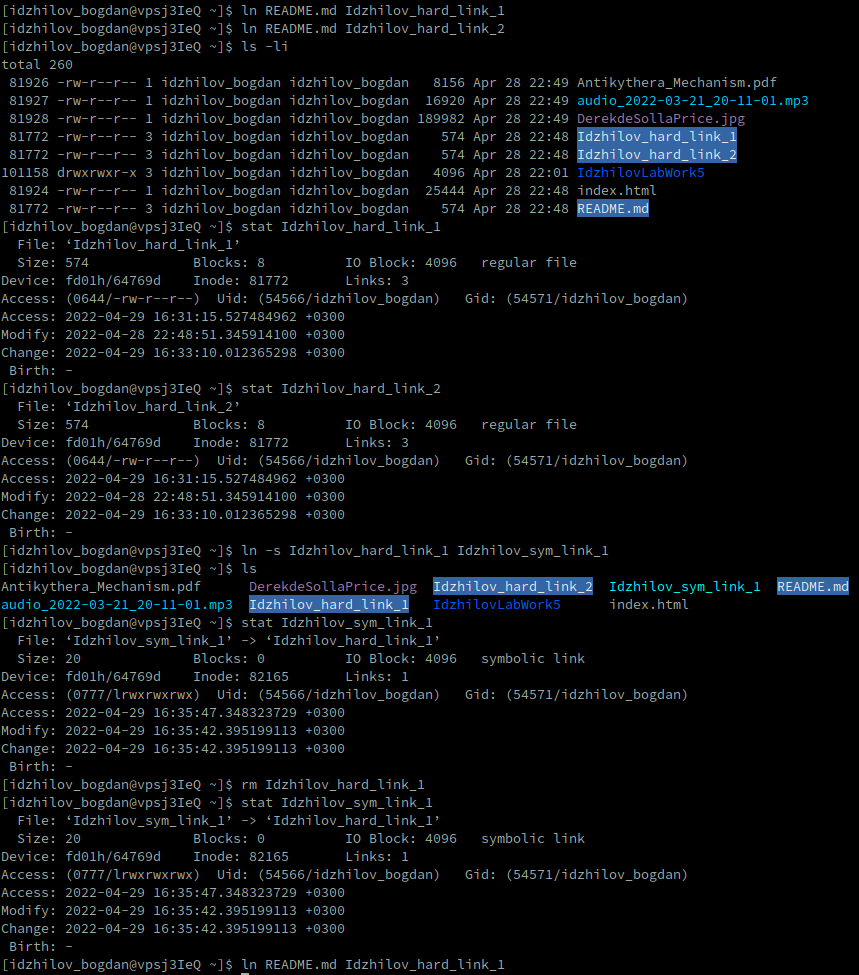 [idzhilov_bogdan@vpsj3IeQ ~]$ ln README.md Idzhilov_hard_link_1
[idzhilov_bogdan@vpsj3IeQ ~]$ ln README.md Idzhilov_hard_link_2
[idzhilov_bogdan@vpsj3IeQ ~]$ ls -li
total 260
 81926 -rw-r--r-- 1 idzhilov_bogdan idzhilov_bogdan   8156 Apr 28 22:49 Antikythera_Mechanism.pdf
 81927 -rw-r--r-- 1 idzhilov_bogdan idzhilov_bogdan  16920 Apr 28 22:49 audio_2022-03-21_20-11-01.mp3
 81928 -rw-r--r-- 1 idzhilov_bogdan idzhilov_bogdan 189982 Apr 28 22:49 DerekdeSollaPrice.jpg
 81772 -rw-r--r-- 3 idzhilov_bogdan idzhilov_bogdan    574 Apr 28 22:48 Idzhilov_hard_link_1
 81772 -rw-r--r-- 3 idzhilov_bogdan idzhilov_bogdan    574 Apr 28 22:48 Idzhilov_hard_link_2
101158 drwxrwxr-x 3 idzhilov_bogdan idzhilov_bogdan   4096 Apr 28 22:01 IdzhilovLabWork5
 81924 -rw-r--r-- 1 idzhilov_bogdan idzhilov_bogdan  25444 Apr 28 22:48 index.html
 81772 -rw-r--r-- 3 idzhilov_bogdan idzhilov_bogdan    574 Apr 28 22:48 README.md
[idzhilov_bogdan@vpsj3IeQ ~]$ stat Idzhilov_hard_link_1
  File: ‘Idzhilov_hard_link_1’
  Size: 574             Blocks: 8          IO Block: 4096   regular file
Device: fd01h/64769d    Inode: 81772       Links: 3
Access: (0644/-rw-r--r--)  Uid: (54566/idzhilov_bogdan)   Gid: (54571/idzhilov_bogdan)
Access: 2022-04-29 16:31:15.527484962 +0300
Modify: 2022-04-28 22:48:51.345914100 +0300
Change: 2022-04-29 16:33:10.012365298 +0300
 Birth: -
[idzhilov_bogdan@vpsj3IeQ ~]$ stat Idzhilov_hard_link_2
  File: ‘Idzhilov_hard_link_2’
  Size: 574             Blocks: 8          IO Block: 4096   regular file
Device: fd01h/64769d    Inode: 81772       Links: 3
Access: (0644/-rw-r--r--)  Uid: (54566/idzhilov_bogdan)   Gid: (54571/idzhilov_bogdan)
Access: 2022-04-29 16:31:15.527484962 +0300
Modify: 2022-04-28 22:48:51.345914100 +0300
Change: 2022-04-29 16:33:10.012365298 +0300
 Birth: -
[idzhilov_bogdan@vpsj3IeQ ~]$ ln -s Idzhilov_hard_link_1 Idzhilov_sym_link_1
[idzhilov_bogdan@vpsj3IeQ ~]$ ls
Antikythera_Mechanism.pdf      DerekdeSollaPrice.jpg  Idzhilov_hard_link_2  Idzhilov_sym_link_1  README.md
audio_2022-03-21_20-11-01.mp3  Idzhilov_hard_link_1   IdzhilovLabWork5      index.html
[idzhilov_bogdan@vpsj3IeQ ~]$ stat Idzhilov_sym_link_1
  File: ‘Idzhilov_sym_link_1’ -> ‘Idzhilov_hard_link_1’
  Size: 20              Blocks: 0          IO Block: 4096   symbolic link
Device: fd01h/64769d    Inode: 82165       Links: 1
Access: (0777/lrwxrwxrwx)  Uid: (54566/idzhilov_bogdan)   Gid: (54571/idzhilov_bogdan)
Access: 2022-04-29 16:35:47.348323729 +0300
Modify: 2022-04-29 16:35:42.395199113 +0300
Change: 2022-04-29 16:35:42.395199113 +0300
 Birth: -
[idzhilov_bogdan@vpsj3IeQ ~]$ rm Idzhilov_hard_link_1
[idzhilov_bogdan@vpsj3IeQ ~]$ stat Idzhilov_sym_link_1
  File: ‘Idzhilov_sym_link_1’ -> ‘Idzhilov_hard_link_1’
  Size: 20              Blocks: 0          IO Block: 4096   symbolic link
Device: fd01h/64769d    Inode: 82165       Links: 1
Access: (0777/lrwxrwxrwx)  Uid: (54566/idzhilov_bogdan)   Gid: (54571/idzhilov_bogdan)
Access: 2022-04-29 16:35:47.348323729 +0300
Modify: 2022-04-29 16:35:42.395199113 +0300
Change: 2022-04-29 16:35:42.395199113 +0300
 Birth: -
[idzhilov_bogdan@vpsj3IeQ ~]$ ln README.md Idzhilov_hard_link_1